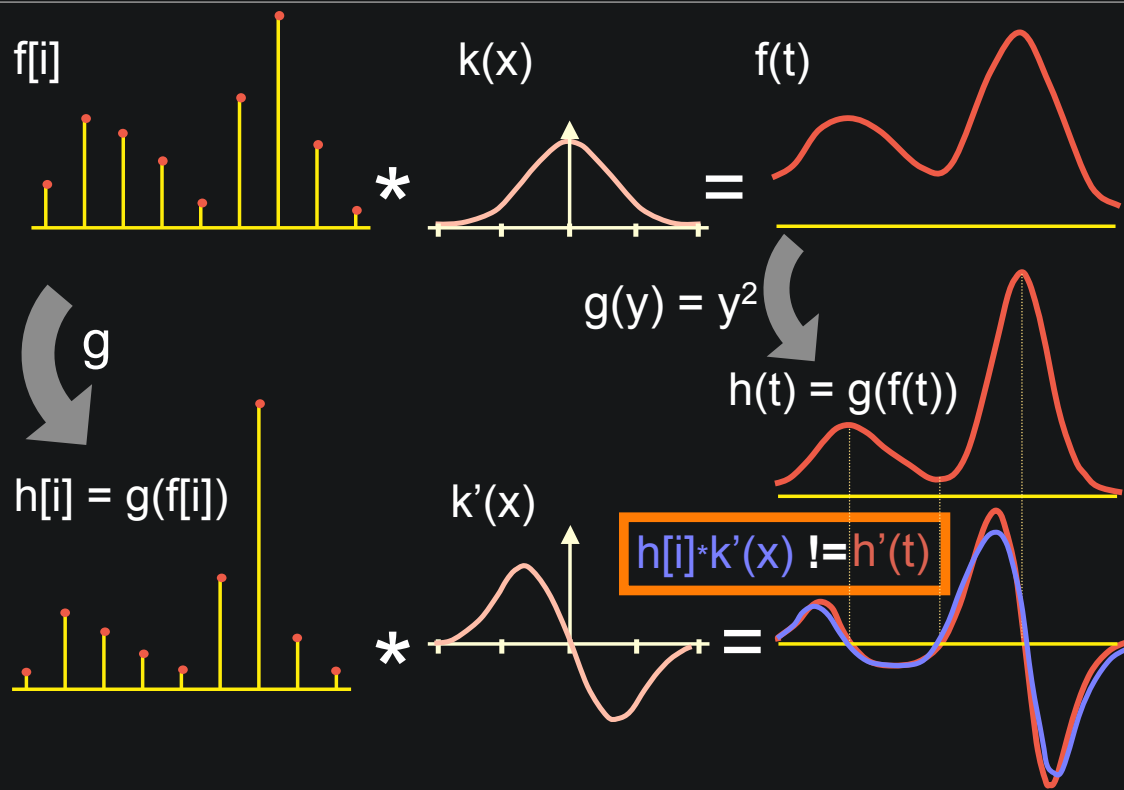 f[i]
k(x)
f(t)
*
=
g
g(y) = y²
h(t) = g(f(t))
h[i] = g(f[i])
k’(x)
h[i]*k’(x) != h’(t)
*
=